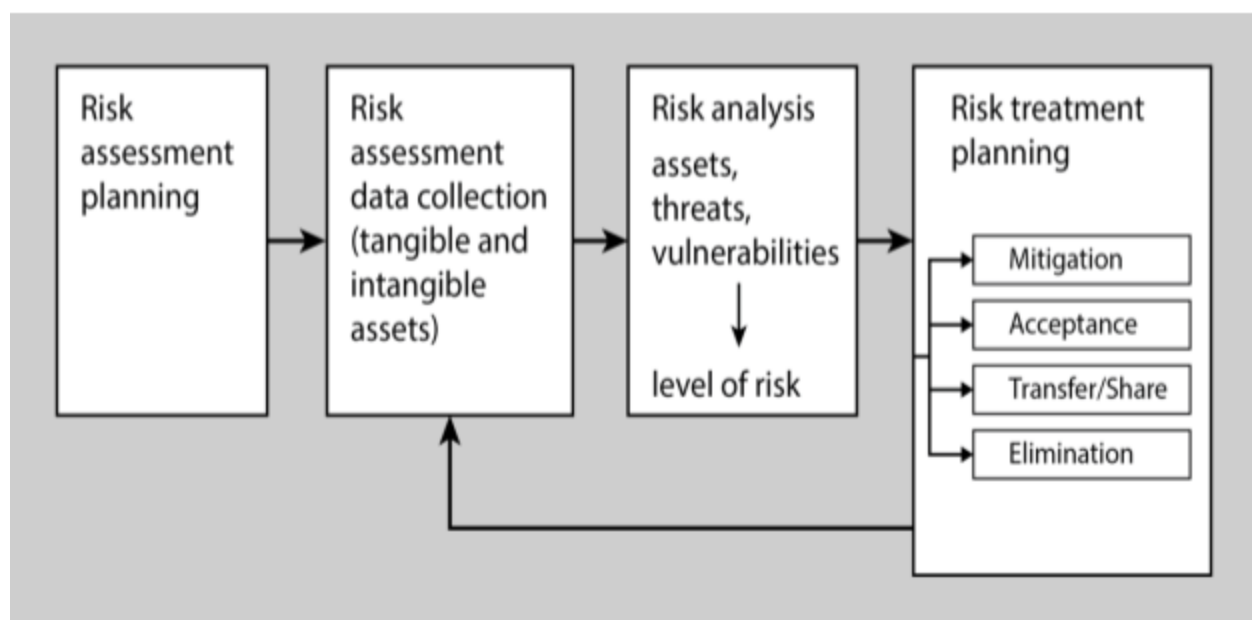 Risk
assessment
planning
Risk
assessment
data collection
(tangible and
intangible
assets)
Risk analysis
assets,
threats,
vulnerabilities
level of risk
Risk treatment
planning
Mitigation
Acceptance
Transfer/Share
Elimination